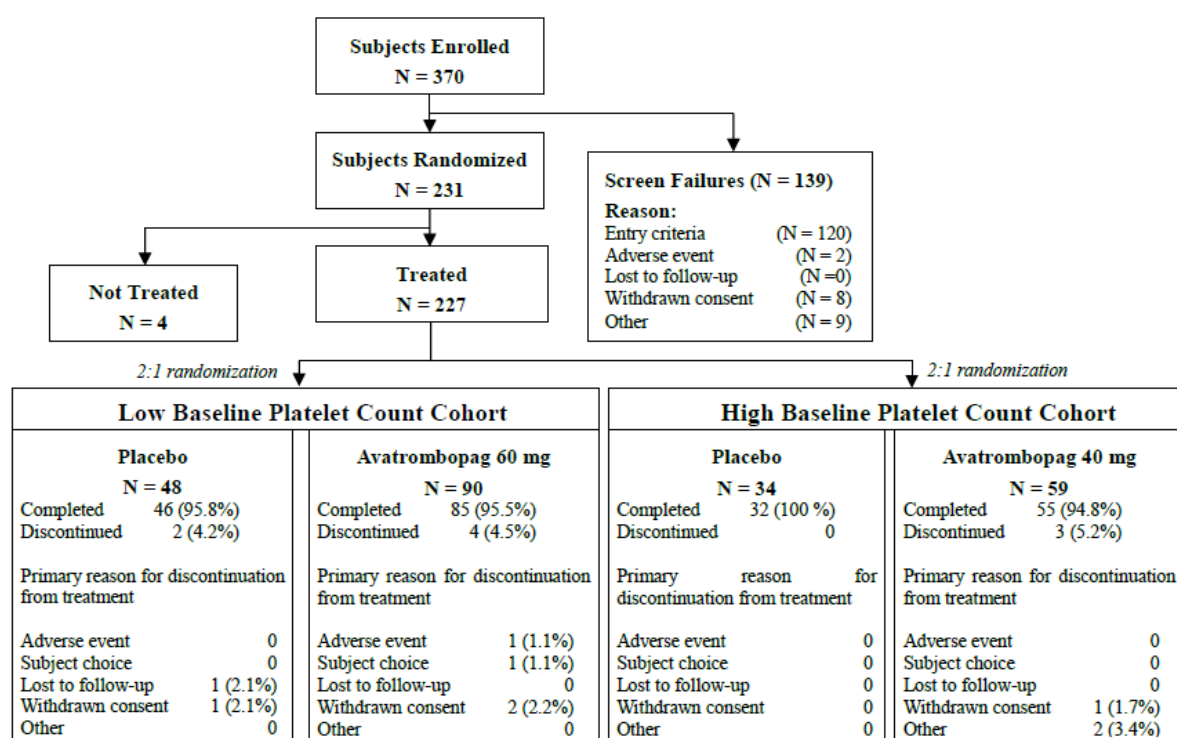 Subjects Enrolled
N = 370
Subjects Randomized
N = 231
Screen Failures (N = 139)
Reason:
Entry criteria (N = 120)
Adverse event (N = 2)
Lost to follow-up (N =0)
Withdrawn consent (N = 8)
Other (N = 9)
Not Treated
N = 4
Treated
N = 227
2:1 randomization
2:1 randomization
Low Baseline Platelet Count Cohort
Placebo
N = 48
Completed 46 (95.8%)
Discontinued 2 (4.2%)
Primary reason for discontinuation
from treatment
Adverse event 0
Subject choice 0
Lost to follow-up 1 (2.1%)
Withdrawn consent 1 (2.1%)
Other 0
Avatrombopag 60 mg
N = 90
Completed 85 (95.5%)
Discontinued 4 (4.5%)
Primary reason for discontinuation
from treatment
Adverse event 1 (1.1%)
Subject choice 1 (1.1%)
Lost to follow-up 0
Withdrawn consent 2 (2.2%)
Other 0
High Baseline Platelet Count Cohort
Placebo
N = 34
Completed 32 (100 %)
Discontinued 0
Primary reason for
discontinuation from treatment
Adverse event 0
Subject choice 0
Lost to follow-up 0
Withdrawn consent 0
Other 0
Avatrombopag 40 mg
N = 59
Completed 55 (94.8%)
Discontinued 3 (5.2%)
Primary reason for discontinuation
from treatment
Adverse event 0
Subject choice 0
Lost to follow-up 0
Withdrawn consent 1 (1.7%)
Other 2 (3.4%)